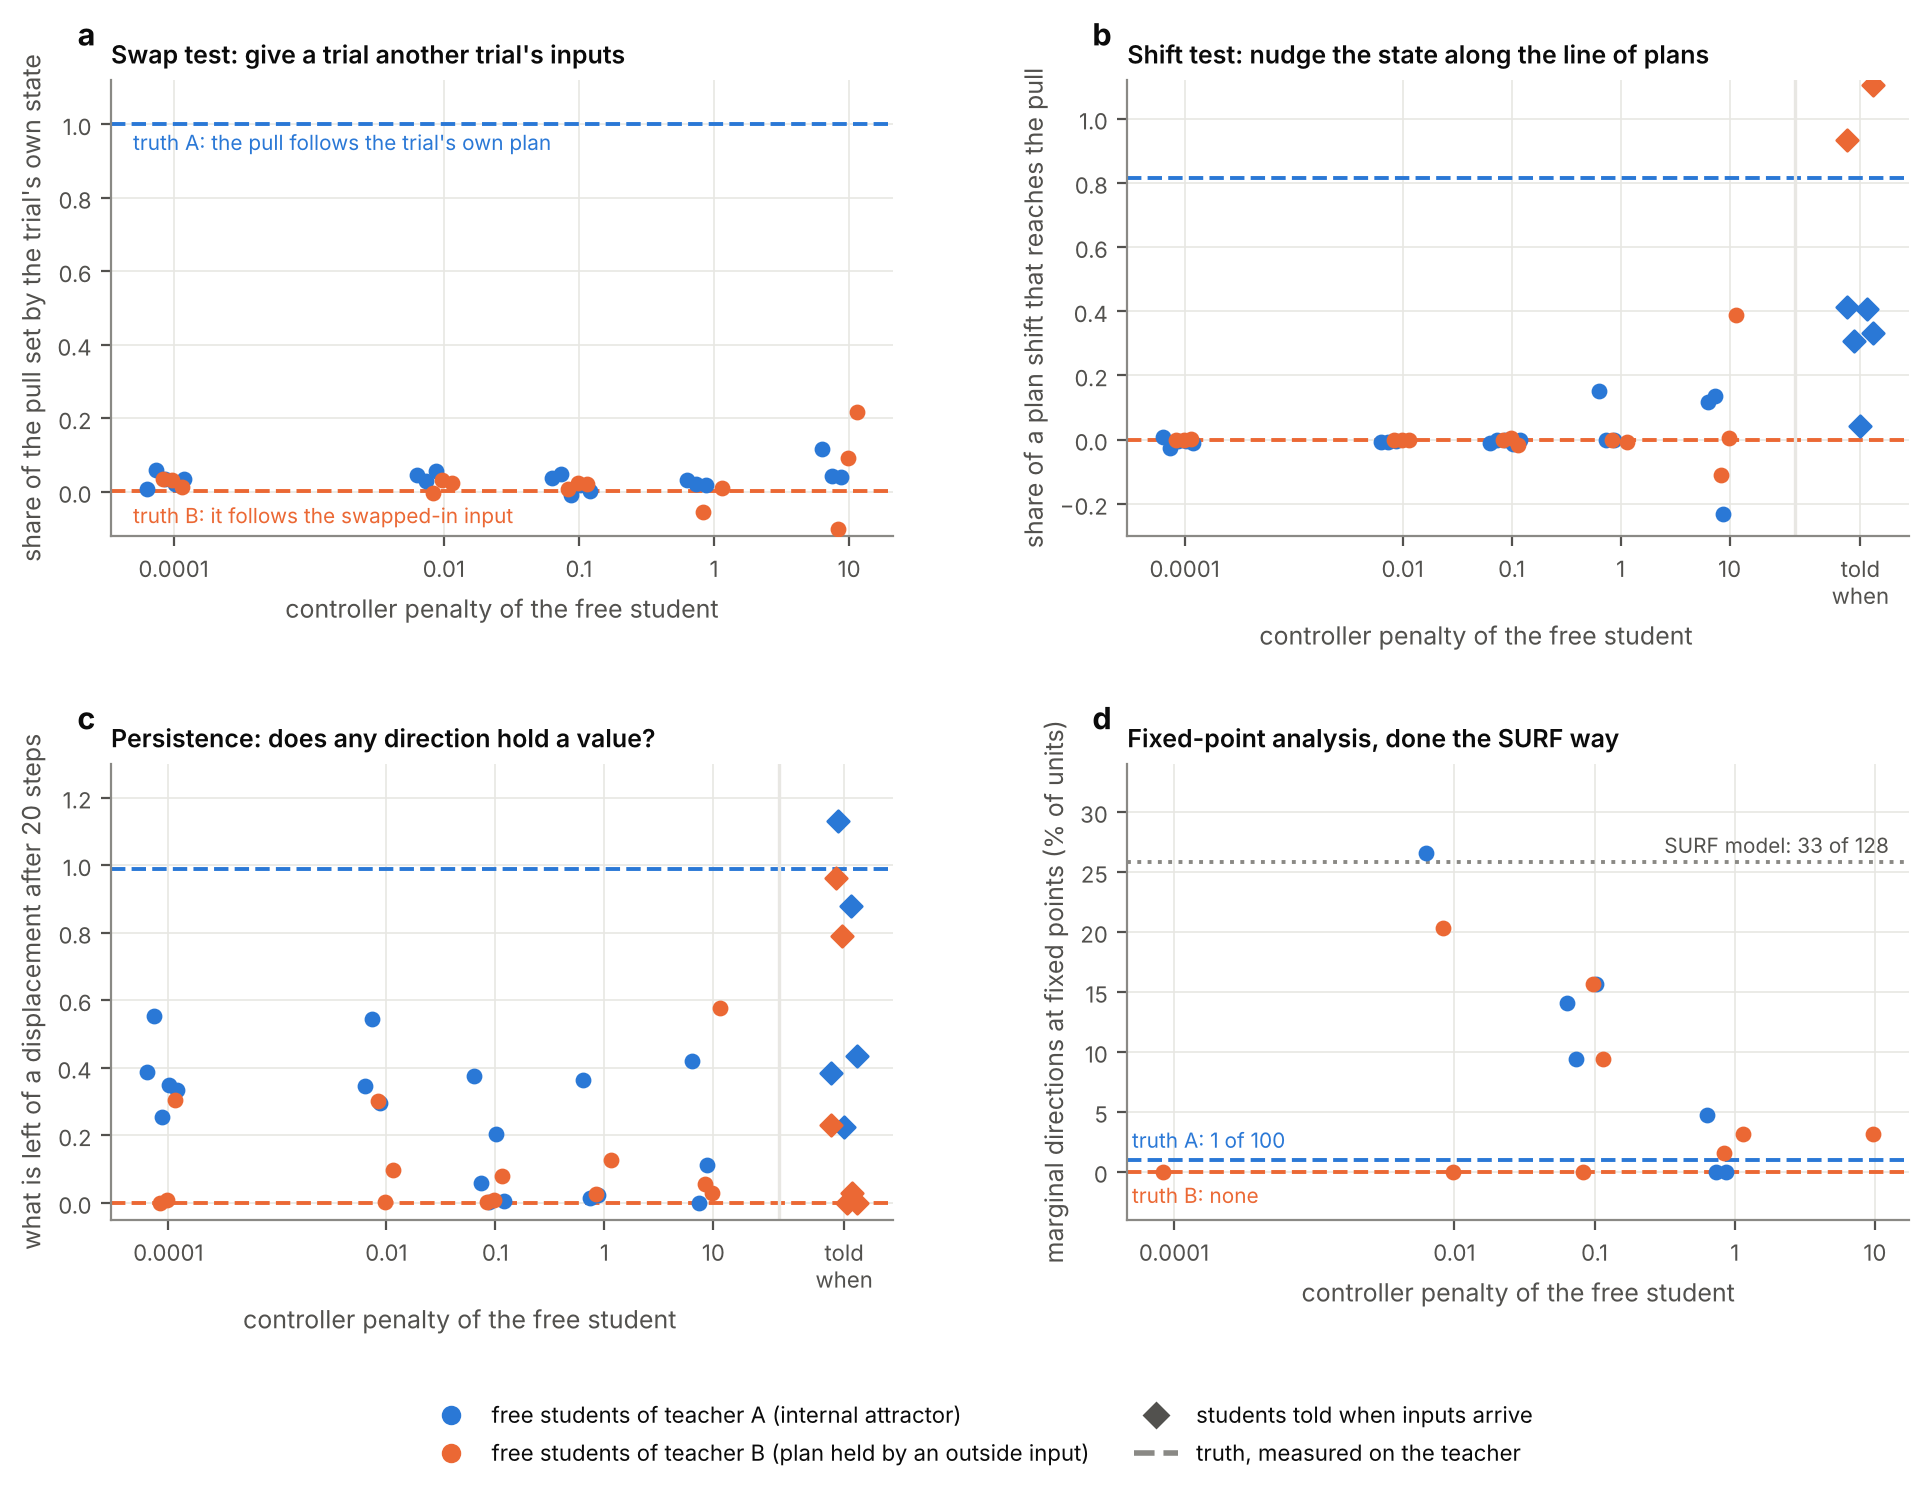 a
Swap test: give a trial another trial's inputs
share of the pull set by the trial's own state
1.0
0.8
0.6
0.4
0.2
0.0
truth A: the pull follows the trial's own plan
truth B: it follows the swapped-in input
0.0001
0.01
0.1
1
10
controller penalty of the free student
b
Shift test: nudge the state along the line of plans
share of a plan shift that reaches the pull
1.0
0.8
0.6
0.4
0.2
0.0
−0.2
0.0001
0.01
0.1
1
10
told
when
controller penalty of the free student
c
Persistence: does any direction hold a value?
what is left of a displacement after 20 steps
1.2
1.0
0.8
0.6
0.4
0.2
0.0
0.0001
0.01
0.1
1
10
told
when
controller penalty of the free student
d
Fixed-point analysis, done the SURF way
marginal directions at fixed points (% of units)
30
25
20
15
10
5
0
SURF model: 33 of 128
truth A: 1 of 100
truth B: none
0.0001
0.01
0.1
1
10
controller penalty of the free student
free students of teacher A (internal attractor)
free students of teacher B (plan held by an outside input)
students told when inputs arrive
truth, measured on the teacher